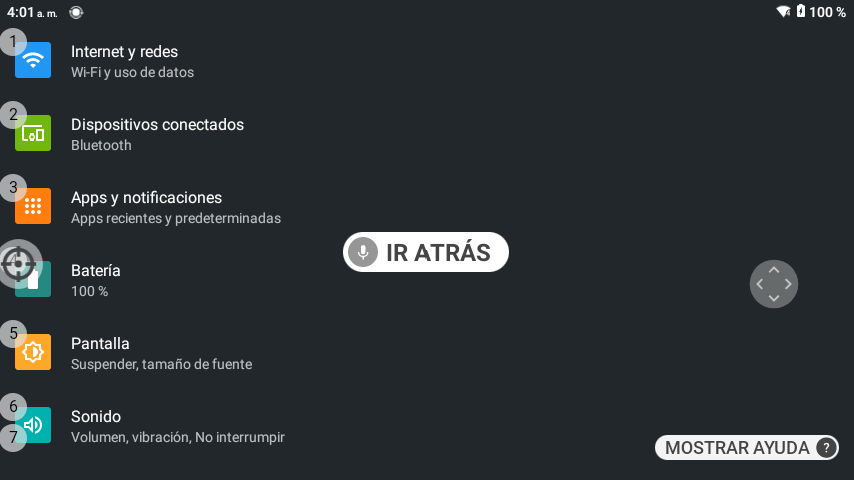 4:01 a. m.
100 %
1
Internet y redes
Wi-Fi y uso de datos
2
Dispositivos conectados
Bluetooth
3
Apps y notificaciones
Apps recientes y predeterminadas
IR ATRÁS
Batería
100 %
5
Pantalla
Suspender, tamaño de fuente
6
Sonido
7
Volumen, vibración, No interrumpir
MOSTRAR AYUDA ?